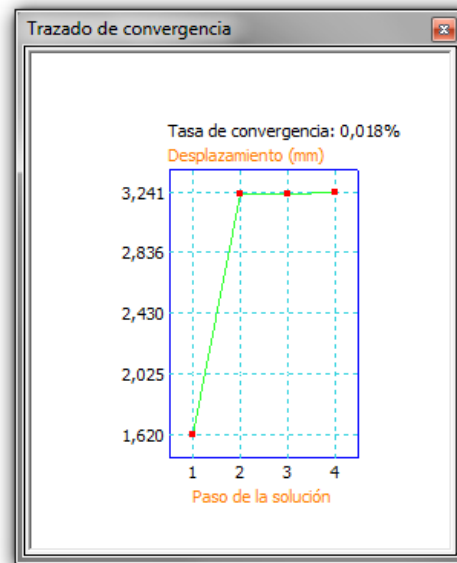 Trazado de convergencia
Tasa de convergencia: 0,018%
Desplazamiento (mm)
3,241
2,836
2,430
2,025
1,620
1 2 3 4
Paso de la solución